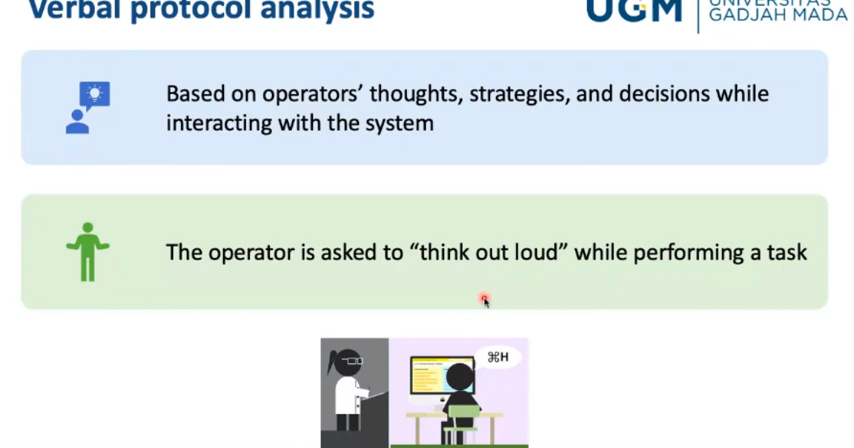 Verbal protocol analysis
UGM
UNIVERSITAS
GADJAH MADA
Based on operators’ thoughts, strategies, and decisions while
interacting with the system
The operator is asked to “think out loud” while performing a task
⌘H